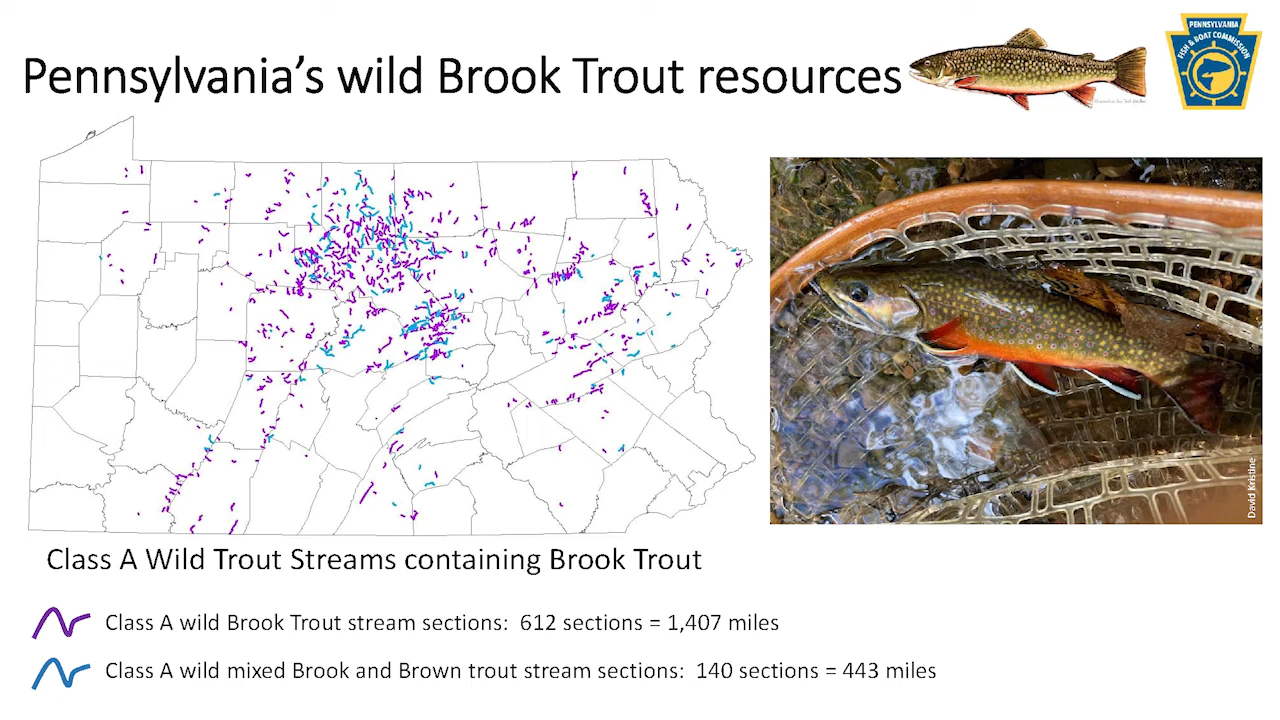 Pennsylvania's wild Brook Trout resources
PENNSYLVANIA
FISH & BOAT COMMISSION
David Kristine
Class A Wild Trout Streams containing Brook Trout
Class A wild Brook Trout stream sections: 612 sections = 1,407 miles
Class A wild mixed Brook and Brown trout stream sections: 140 sections = 443 miles